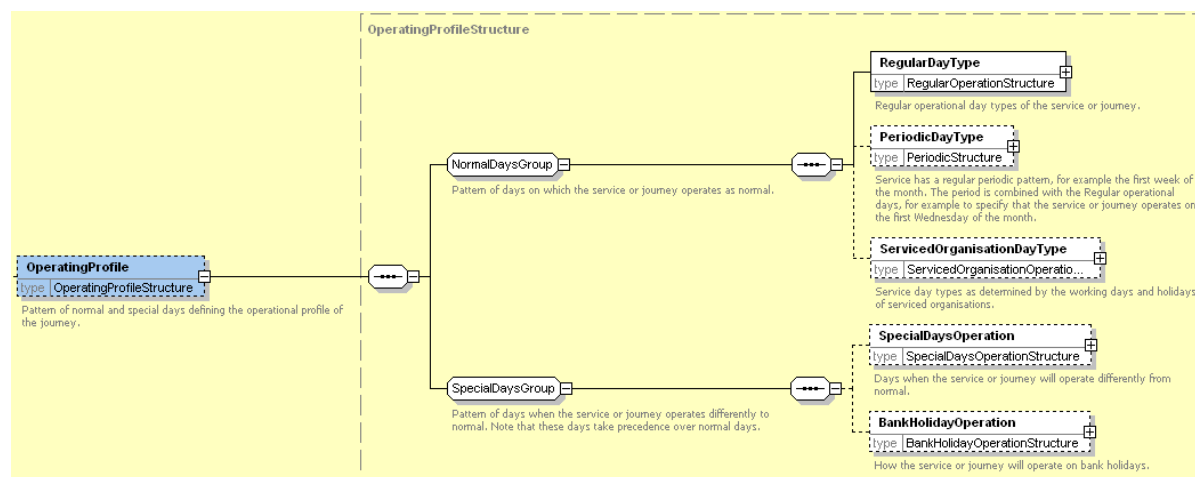 OperatingProfileStructure
RegularDayType
type RegularOperationStructure
Regular operational day types of the service or journey.
PeriodicDayType
type PeriodicStructure
Service has a regular periodic pattern, for example the first week of
the month. The period is combined with the Regular operational
days, for example to specify that the service or journey operates on
the first Wednesday of the month.
NormalDaysGroup
Pattern of days on which the service or journey operates as normal.
ServicedOrganisationDayType
type ServicedOrganisationOperatio...
Service day types as determined by the working days and holidays
of serviced organisations.
OperatingProfile
type OperatingProfileStructure
Pattern of normal and special days defining the operational profile of
the journey.
SpecialDaysOperation
type SpecialDaysOperationStructure
Days when the service or journey will operate differently from
normal.
SpecialDaysGroup
Pattern of days when the service or journey operates differently to
normal. Note that these days take precedence over normal days.
BankHolidayOperation
type BankHolidayOperationStructure
How the service or journey will operate on bank holidays.